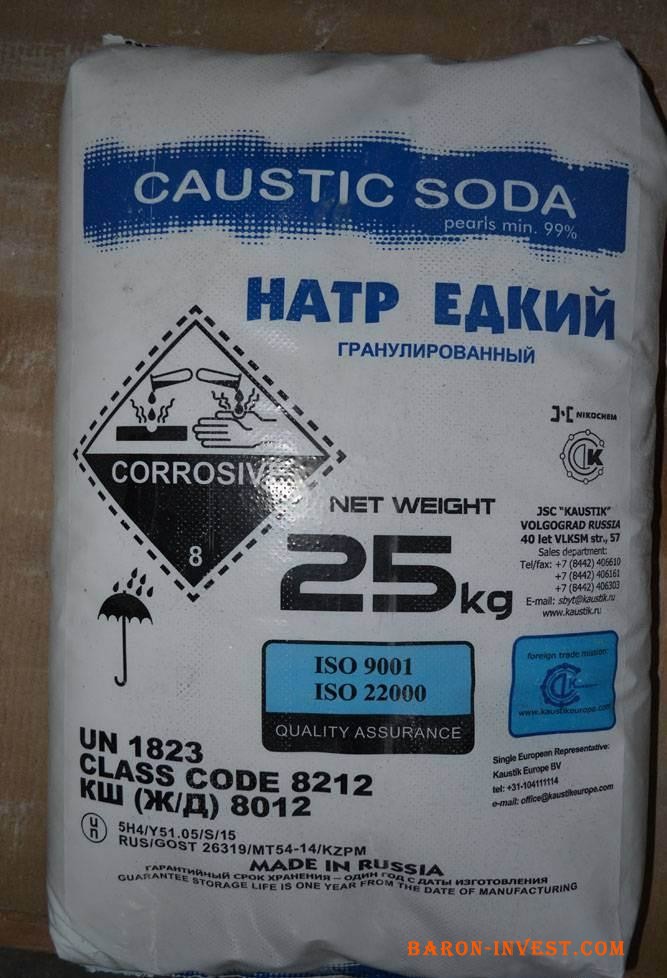 CAUSTIC SODA
pearls min. 99%
НАТР ЕДКИЙ
ГРАНУЛИРОВАННЫЙ
CORROSIVE
8
NIKOCHEM
NET WEIGHT
25kg
JSC "KAUSTIK"
VOLGOGRAD RUSSIA
40 let VLKSM str., 57
Sales department:
Tel/fax: +7 (8442) 406610
+7 (8442) 406161
+7 (8442) 406303
E-mail: sbyt@kaustik.ru
www.kaustik.ru
ISO 9001
ISO 22000
QUALITY ASSURANCE
foreign trade mission:
www.kaustikeurope.com
Single European Representative:
Kaustik Europe BV
tel: +31-104111114
e-mail: office@kaustikeurope.com
UN 1823
CLASS CODE 8212
КШ (Ж/Д) 8012
un
5H4/Y51.05/S/15
RUS/GOST 26319/MT54-14/KZPM
MADE IN RUSSIA
ГАРАНТИЙНЫЙ СРОК ХРАНЕНИЯ – ОДИН ГОД С ДАТЫ ИЗГОТОВЛЕНИЯ
GUARANTEE STORAGE LIFE IS ONE YEAR FROM THE DATE OF MANUFACTURING
BARON-INVEST.COM